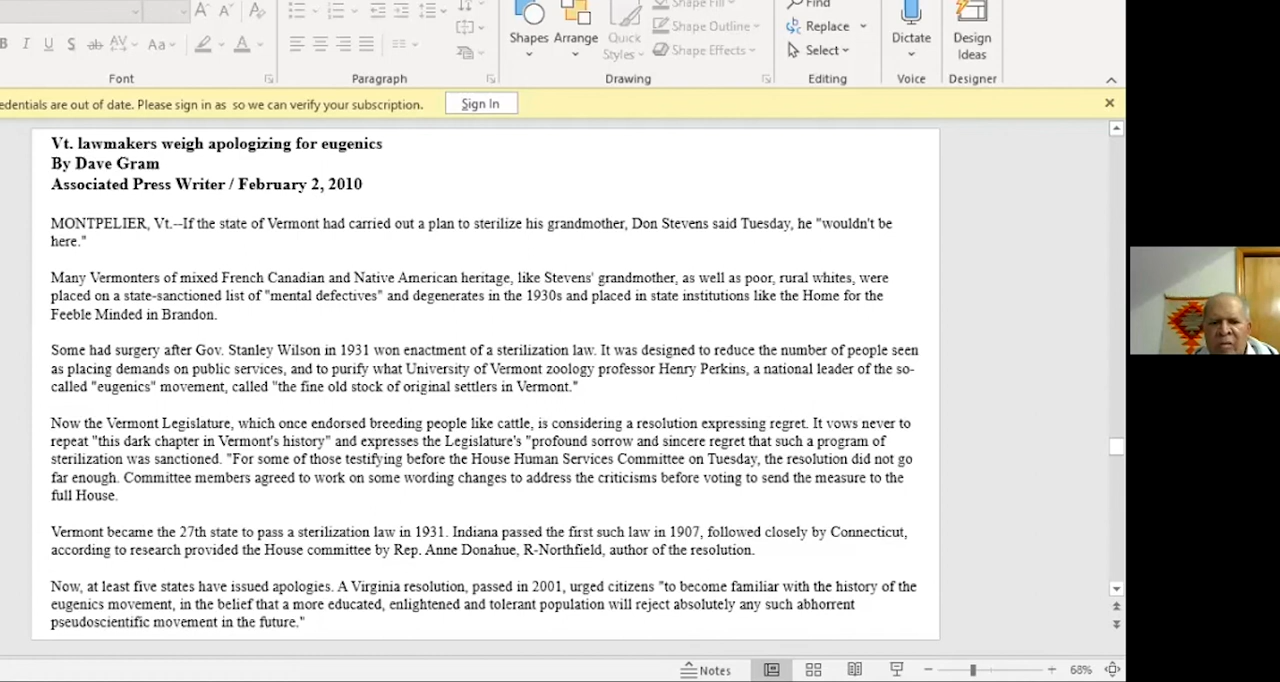 Shape Fill
Find
B I U S ab AV Aa A
Shapes Arrange Quick Styles
Shape Outline
Shape Effects
Replace
Select
Dictate
Design Ideas
Font Paragraph Drawing Editing Voice Designer
edentials are out of date. Please sign in as so we can verify your subscription. Sign In
Vt. lawmakers weigh apologizing for eugenics
By Dave Gram
Associated Press Writer / February 2, 2010
MONTPELIER, Vt.--If the state of Vermont had carried out a plan to sterilize his grandmother, Don Stevens said Tuesday, he "wouldn't be
here."
Many Vermonters of mixed French Canadian and Native American heritage, like Stevens' grandmother, as well as poor, rural whites, were
placed on a state-sanctioned list of "mental defectives" and degenerates in the 1930s and placed in state institutions like the Home for the
Feeble Minded in Brandon.
Some had surgery after Gov. Stanley Wilson in 1931 won enactment of a sterilization law. It was designed to reduce the number of people seen
as placing demands on public services, and to purify what University of Vermont zoology professor Henry Perkins, a national leader of the so-
called "eugenics" movement, called "the fine old stock of original settlers in Vermont."
Now the Vermont Legislature, which once endorsed breeding people like cattle, is considering a resolution expressing regret. It vows never to
repeat "this dark chapter in Vermont's history" and expresses the Legislature's "profound sorrow and sincere regret that such a program of
sterilization was sanctioned. "For some of those testifying before the House Human Services Committee on Tuesday, the resolution did not go
far enough. Committee members agreed to work on some wording changes to address the criticisms before voting to send the measure to the
full House.
Vermont became the 27th state to pass a sterilization law in 1931. Indiana passed the first such law in 1907, followed closely by Connecticut,
according to research provided the House committee by Rep. Anne Donahue, R-Northfield, author of the resolution.
Now, at least five states have issued apologies. A Virginia resolution, passed in 2001, urged citizens "to become familiar with the history of the
eugenics movement, in the belief that a more educated, enlightened and tolerant population will reject absolutely any such abhorrent
pseudoscientific movement in the future."
Notes 68%